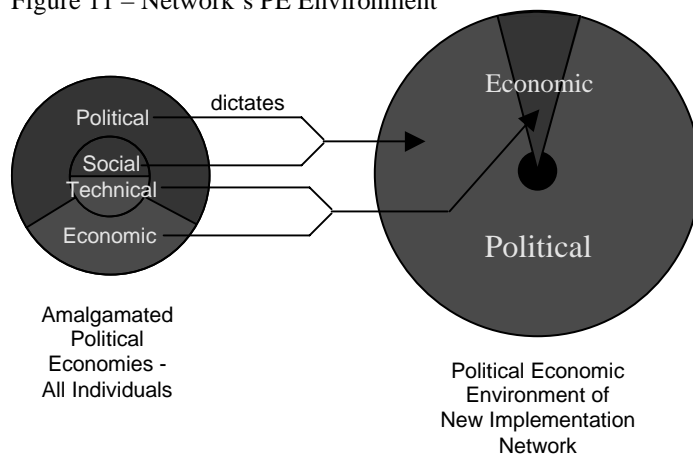 Figure 11 – Network's PE Environment
Political
dictates
Social
Technical
Economic
Economic
Political
Amalgamated
Political
Economies -
All Individuals
Political Economic
Environment of
New Implementation
Network